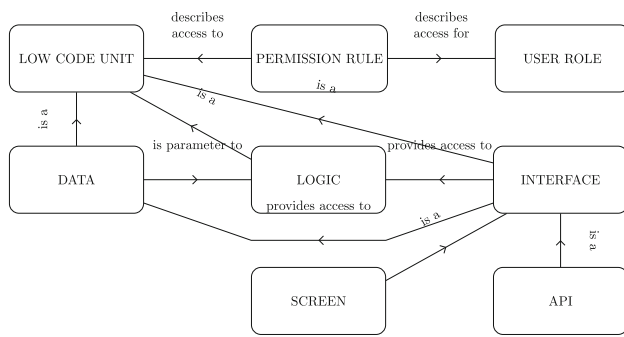 describes
access to
describes
access for
LOW CODE UNIT
PERMISSION RULE
USER ROLE
is a
is a
is a
is parameter to
provides access to
DATA
LOGIC
INTERFACE
provides access to
is a
is a
SCREEN
API